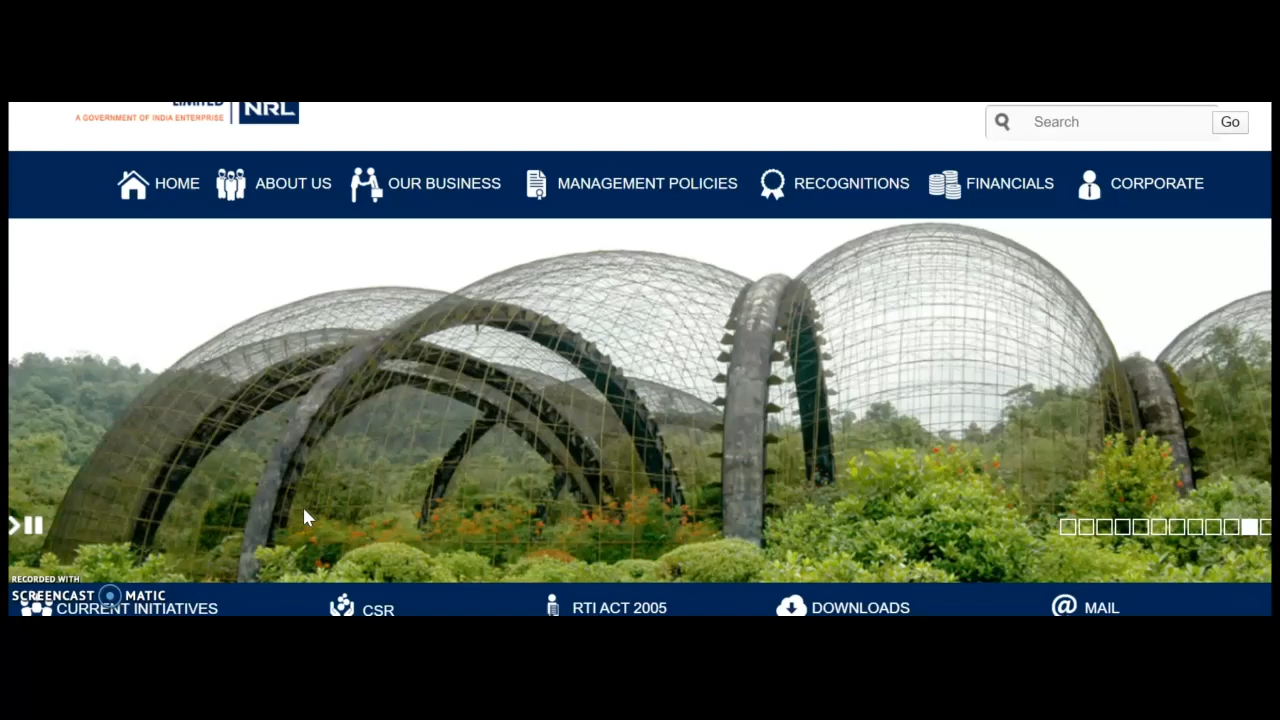 LIMITED
A GOVERNMENT OF INDIA ENTERPRISE
NRL
Search
Go
HOME
ABOUT US
OUR BUSINESS
MANAGEMENT POLICIES
RECOGNITIONS
FINANCIALS
CORPORATE
RECORDED WITH
SCREENCAST MATIC
CURRENT INITIATIVES
CSR
RTI ACT 2005
DOWNLOADS
@ MAIL